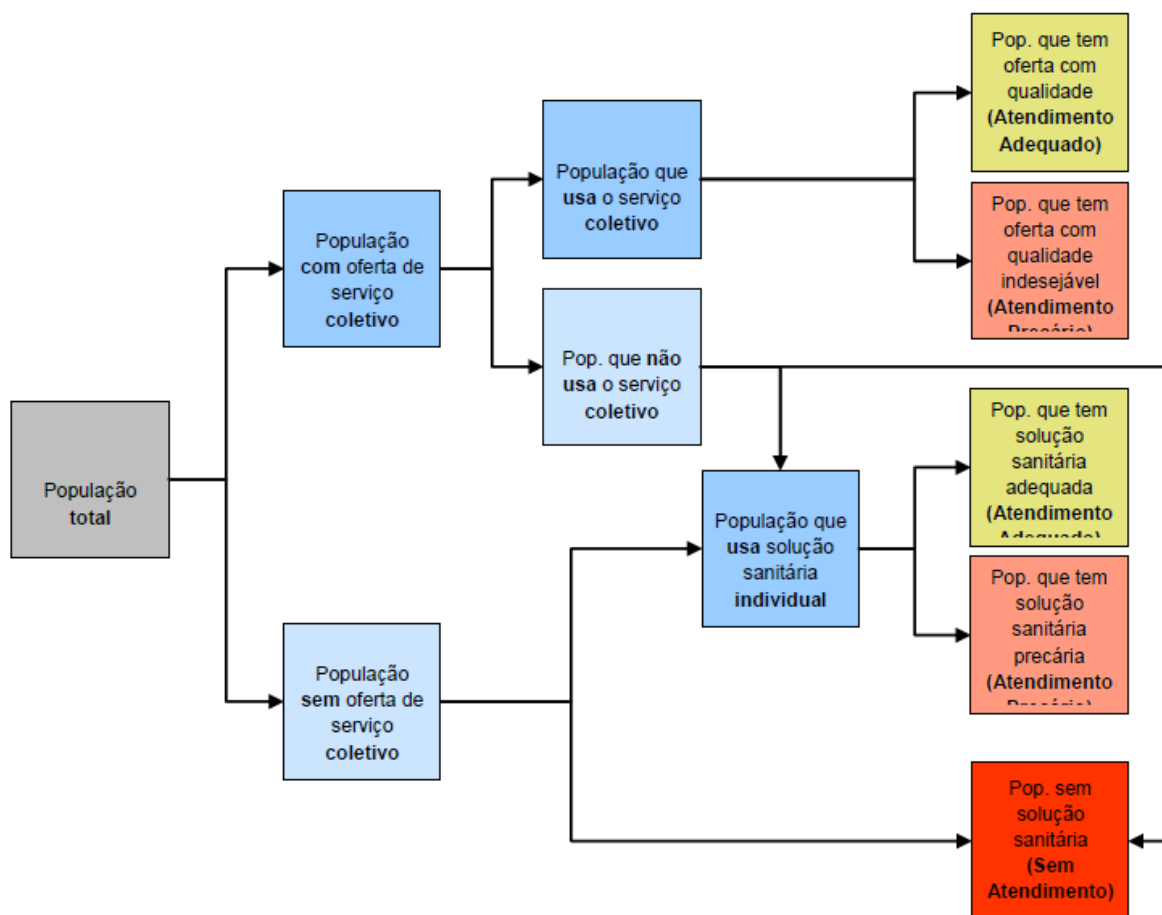 Pop. que tem
oferta com
qualidade
(Atendimento
Adequado)
População que
usa o serviço
coletivo
Pop. que tem
oferta com
qualidade
indesejável
(Atendimento
Precário)
População
com oferta de
serviço
coletivo
Pop. que não
usa o serviço
coletivo
População
total
Pop. que tem
solução
sanitária
adequada
(Atendimento
Adequado)
População que
usa solução
sanitária
individual
Pop. que tem
solução
sanitária
precária
(Atendimento
Precário)
População
sem oferta de
serviço
coletivo
Pop. sem
solução
sanitária
(Sem
Atendimento)